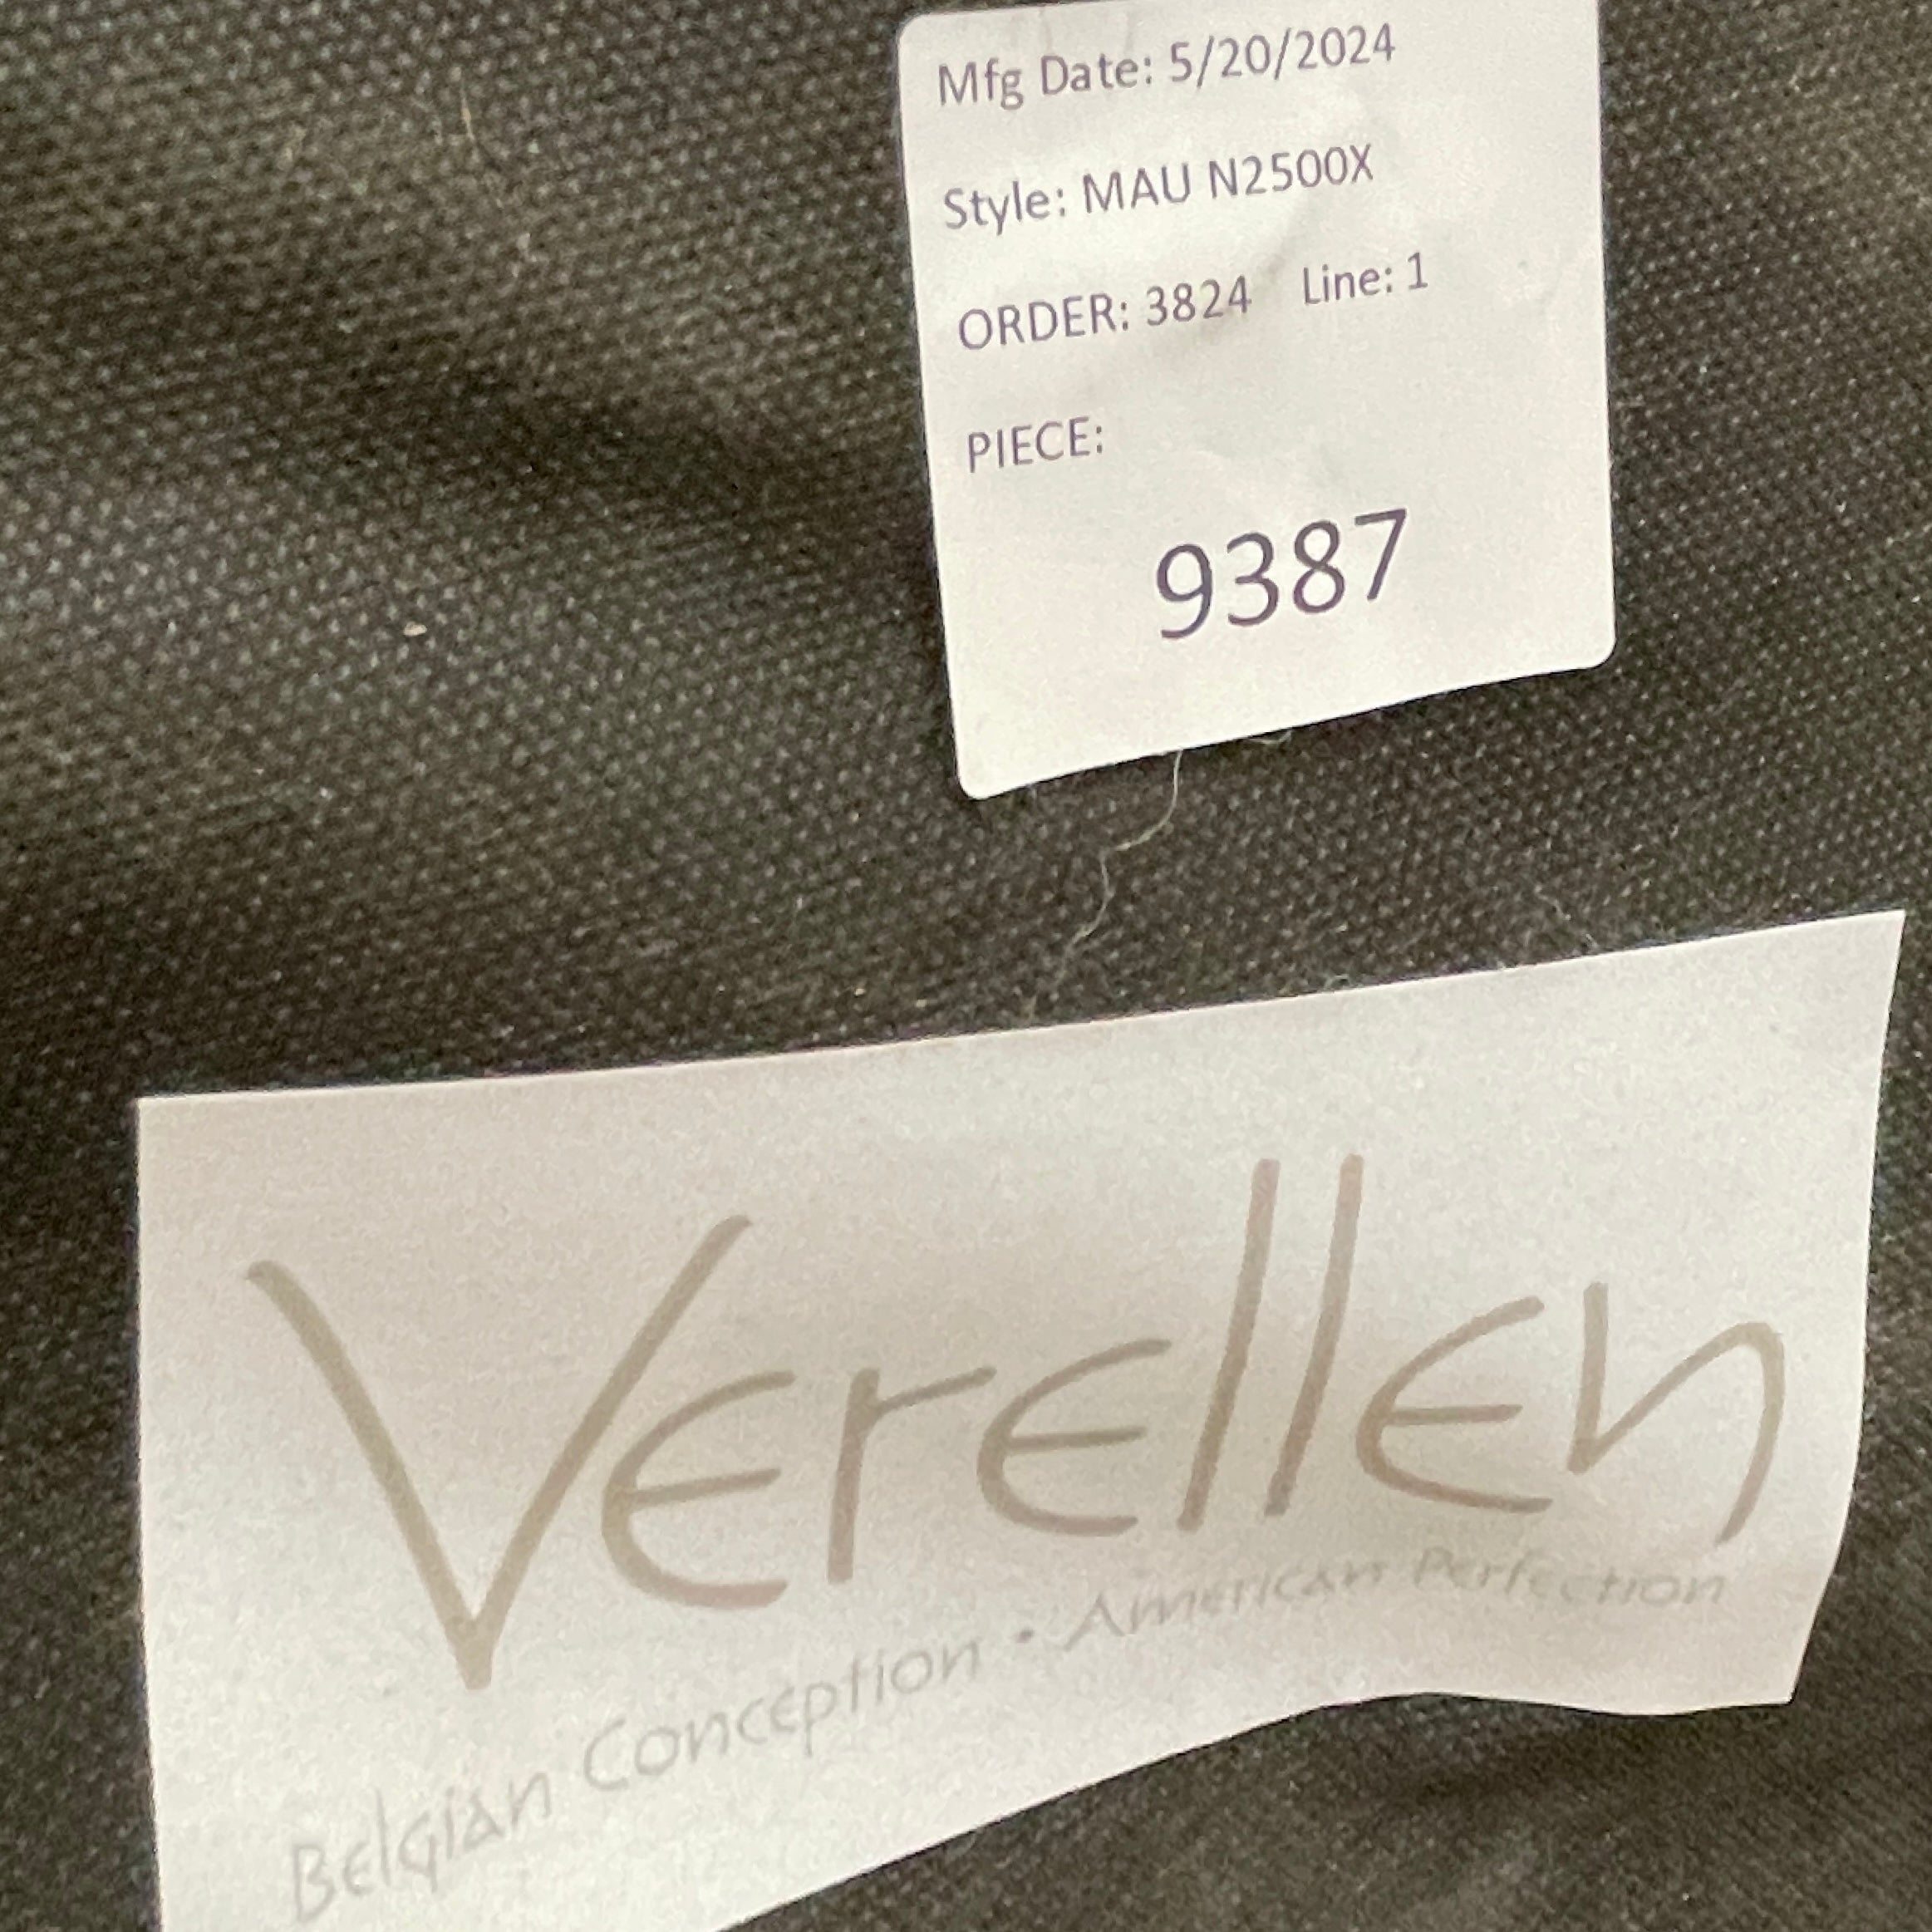 Mfg Date: 5/20/2024
Style: MAU N2500X
ORDER: 3824 Line: 1
PIECE:
9387
Verellen
Belgian Conception • American Perfection